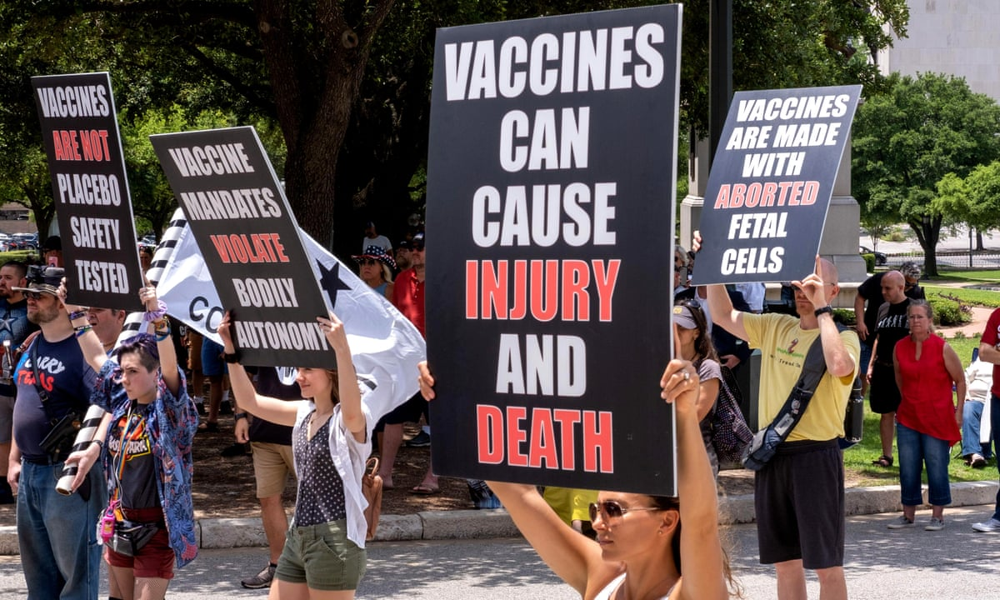 VACCINES
ARE NOT
PLACEBO
SAFETY
TESTED
VACCINE
MANDATES
VIOLATE
BODILY
AUTONOMY
VACCINES
CAN
CAUSE
INJURY
AND
DEATH
VACCINES
ARE MADE
WITH
ABORTED
FETAL
CELLS